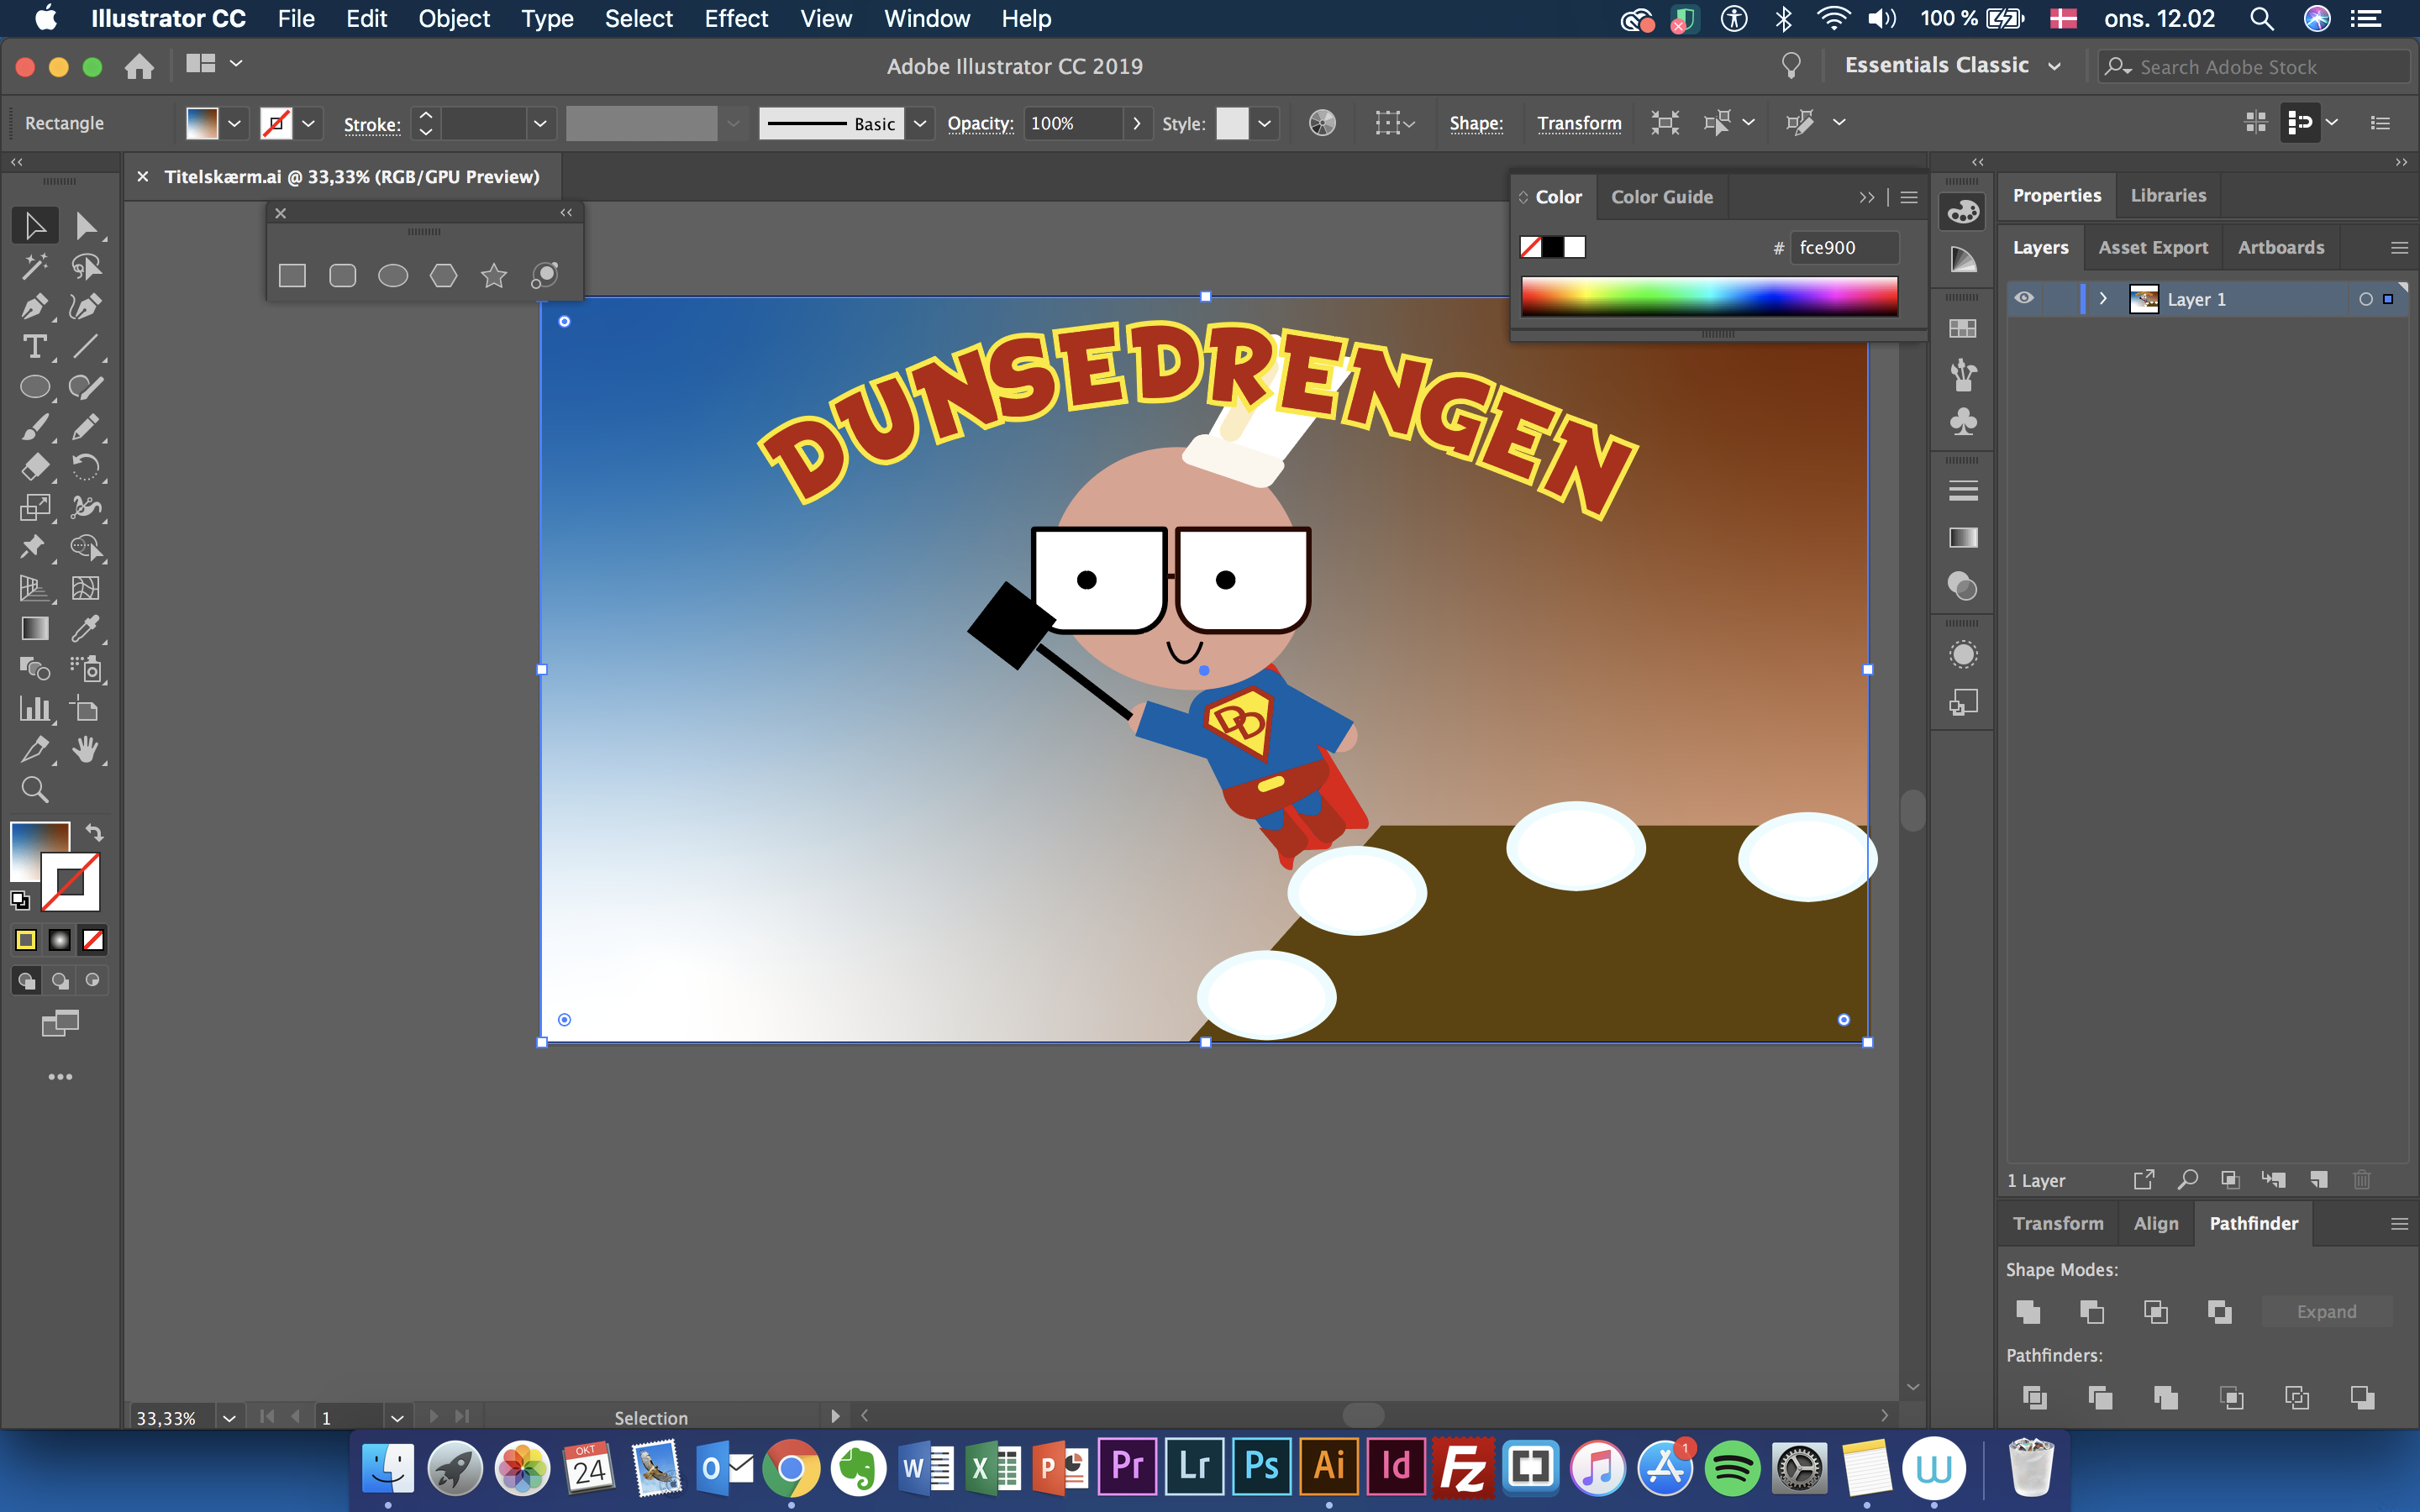 Illustrator CC File Edit Object Type Select Effect View Window Help 100 % ons. 12.02
Adobe Illustrator CC 2019 Essentials Classic Search Adobe Stock
Rectangle Stroke: Basic Opacity: 100% Style: Shape: Transform
Titelskærm.ai @ 33,33% (RGB/GPU Preview)
Color Color Guide
# fce900
Properties Libraries
Layers Asset Export Artboards
Layer 1
DUNSEDRENGEN
DD
1 Layer
Transform Align Pathfinder
Shape Modes:
Expand
Pathfinders:
33,33% 1 Selection
OKT
24
O
W
X
P
Pr
Lr
Ps
Ai
Id
Fz
1
W